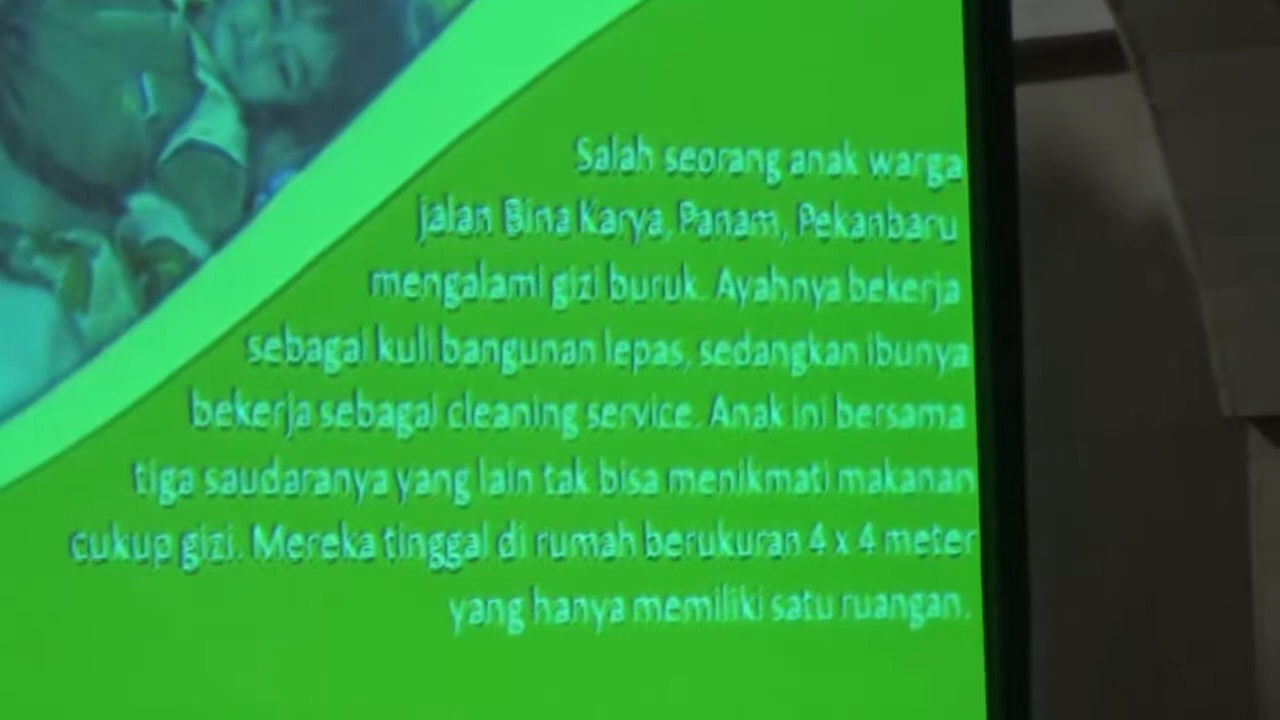 Salah seorang anak warga
jalan Bina Karya, Panam, Pekanbaru
mengalami gizi buruk. Ayahnya bekerja
sebagai kuli bangunan lepas, sedangkan ibunya
bekerja sebagai cleaning service. Anak ini bersama
tiga saudaranya yang lain tak bisa menikmati makanan
cukup gizi. Mereka tinggal di rumah berukuran 4 x 4 meter
yang hanya memiliki satu ruangan.